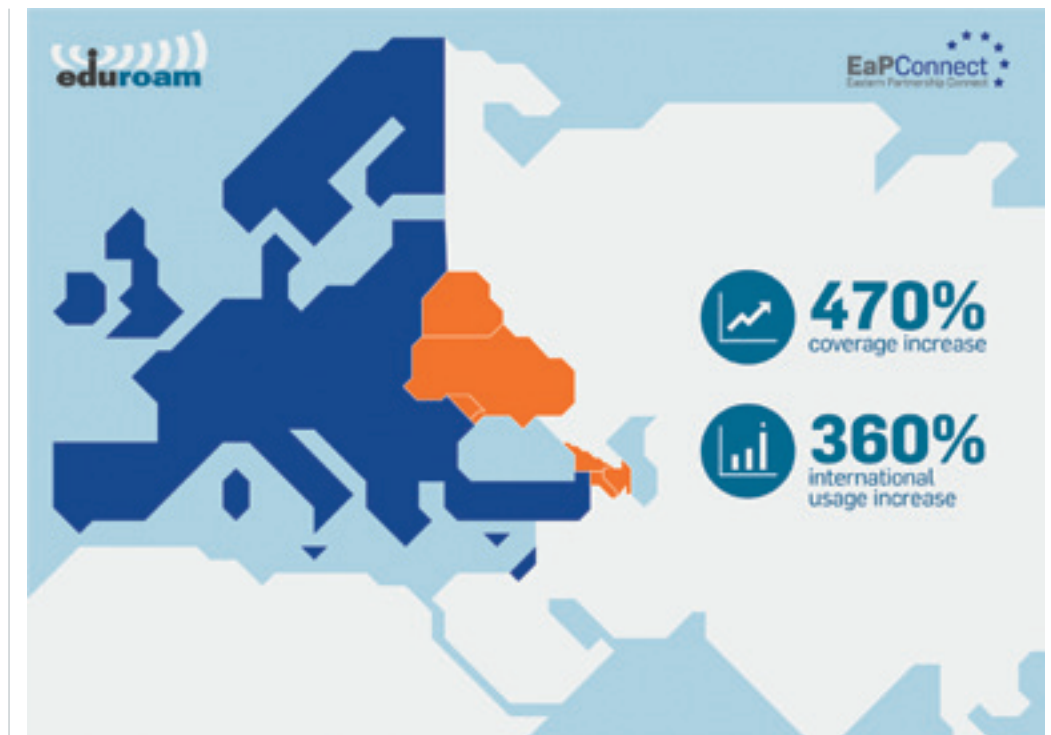 eduroam
EaPConnect
Eastern Partnership Connect
470%
coverage increase
360%
international
usage increase